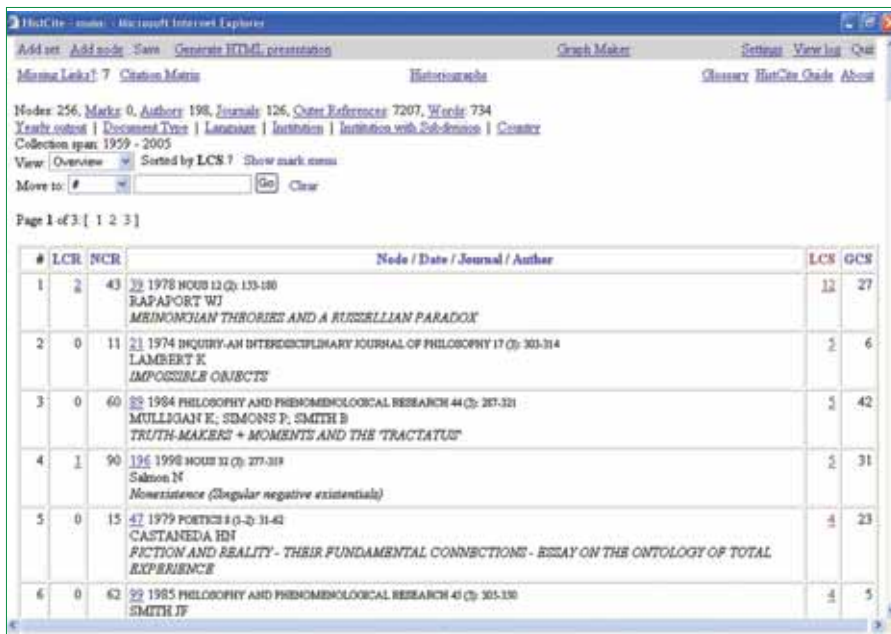 HistCite - main: - Microsoft Internet Explorer
Add set Add node Save Generate HTML presentation Graph Maker Settings View log Quit
Missing Links?: 7 Citation Matrix Historiographs Glossary HistCite Guide About
Nodes: 256, Marks: 0, Authors: 198, Journals: 126, Outer References: 7207, Words: 734
Yearly output | Document Type | Language | Institution | Institution with Subdivision | Country
Collection span: 1959 - 2005
View: Overview Sorted by LCS ? Show mark menu
Move to: # Go Clear
Page 1 of 3: [ 1 2 3 ]
# LCR NCR Node / Date / Journal / Author LCS GCS
1 2 43 39 1978 NOUS 12 (2): 153-180 12 27
RAPAPORT WJ
MEINONGIAN THEORIES AND A RUSSELLIAN PARADOX
2 0 11 21 1974 INQUIRY-AN INTERDISCIPLINARY JOURNAL OF PHILOSOPHY 17 (3): 303-314 5 6
LAMBERT K
IMPOSSIBLE OBJECTS
3 0 60 89 1984 PHILOSOPHY AND PHENOMENOLOGICAL RESEARCH 44 (3): 287-321 5 42
MULLIGAN K; SIMONS P; SMITH B
TRUTH-MAKERS + MOMENTS AND THE 'TRACTATUS'
4 1 90 196 1998 NOUS 32 (3): 277-319 5 31
Salmon N
Nonexistence (Singular negative existentials)
5 0 15 47 1979 POETICS 8 (1-2): 31-62 4 23
CASTANEDA HN
FICTION AND REALITY - THEIR FUNDAMENTAL CONNECTIONS - ESSAY ON THE ONTOLOGY OF TOTAL
EXPERIENCE
6 0 62 99 1985 PHILOSOPHY AND PHENOMENOLOGICAL RESEARCH 45 (3): 305-350 4 5
SMITH JF